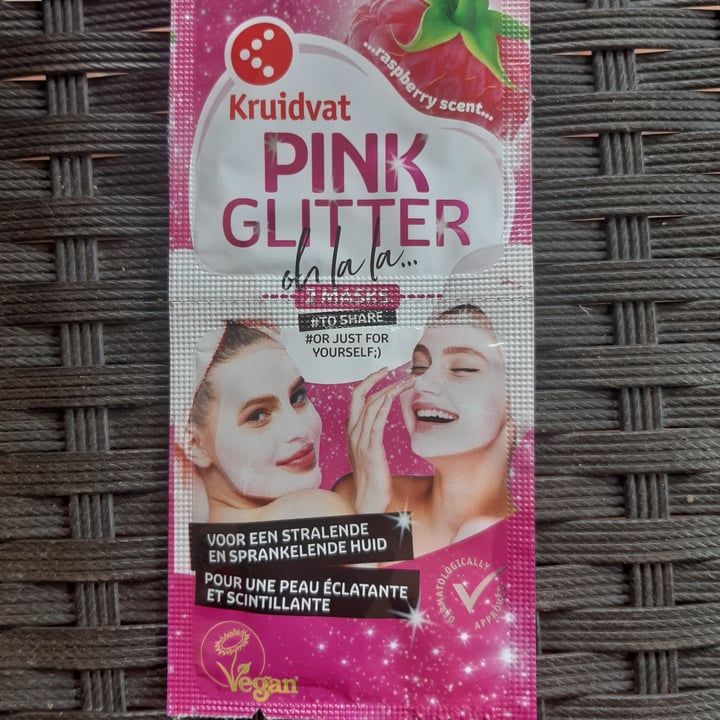 ...raspberry scent...
Kruidvat
PINK
GLITTER
oh la la...
2 MASKS
#TO SHARE
#OR JUST FOR
YOURSELF;)
VOOR EEN STRALENDE
EN SPRANKELENDE HUID
POUR UNE PEAU ÉCLATANTE
ET SCINTILLANTE
DERMATOLOGICALLY
APPROVED
Vegan